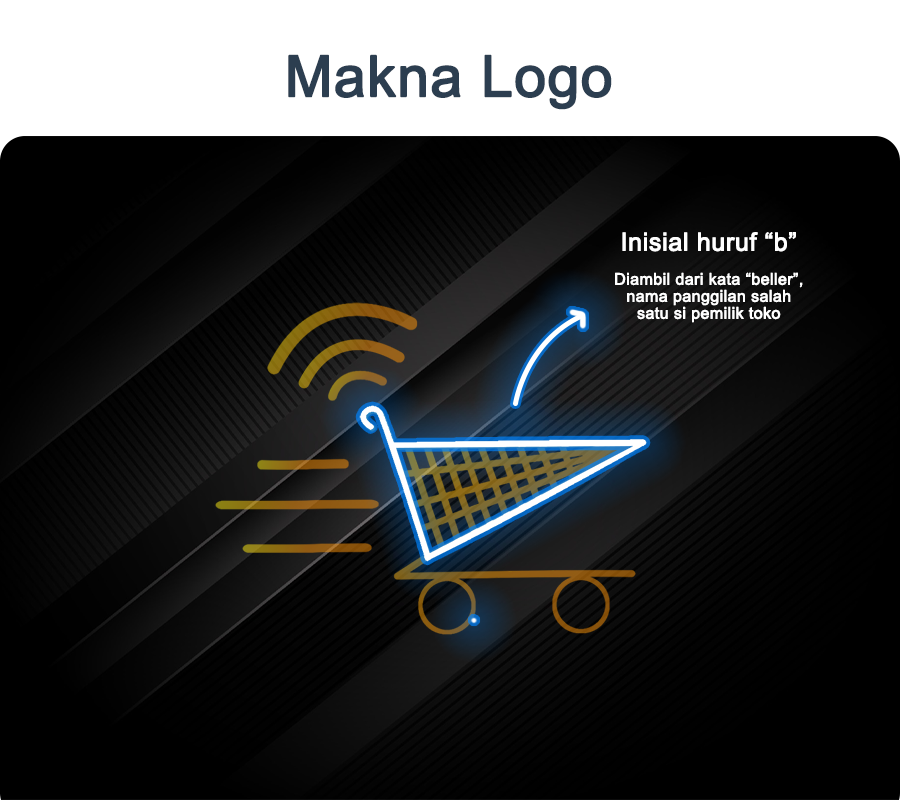 Makna Logo
Inisial huruf “b”
Diambil dari kata “beller”,
nama panggilan salah
satu si pemilik toko